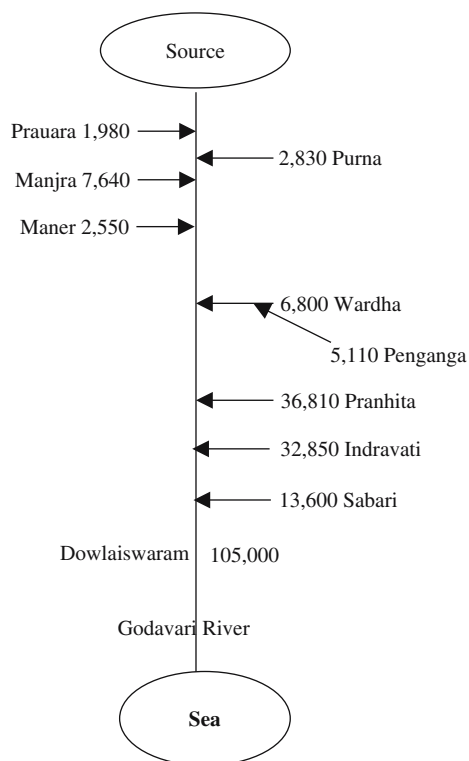 Source
Prauara 1,980
2,830 Purna
Manjra 7,640
Maner 2,550
6,800 Wardha
5,110 Penganga
36,810 Pranhita
32,850 Indravati
13,600 Sabari
Dowlaiswaram 105,000
Godavari River
Sea